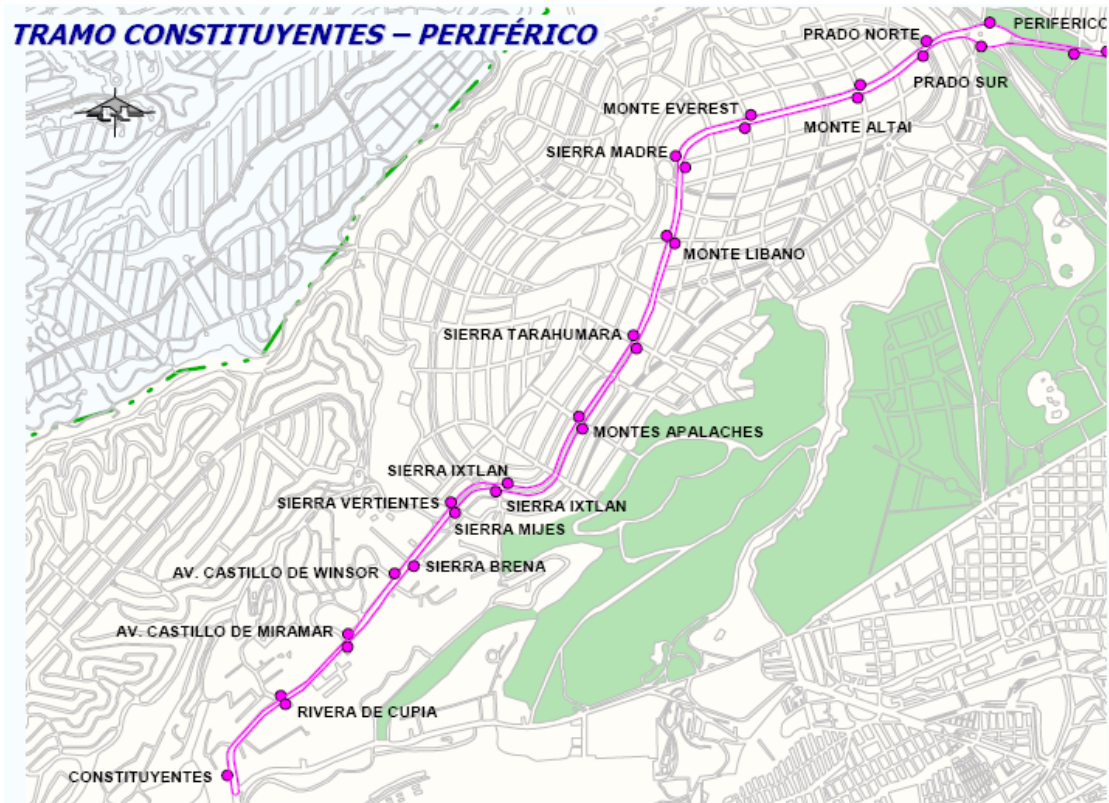 TRAMO CONSTITUYENTES – PERIFÉRICO
PERIFERICO
PRADO NORTE
PRADO SUR
MONTE EVEREST
MONTE ALTAI
SIERRA MADRE
MONTE LIBANO
SIERRA TARAHUMARA
MONTES APALACHES
SIERRA IXTLAN
SIERRA VERTIENTES
SIERRA IXTLAN
SIERRA MIJES
AV. CASTILLO DE WINSOR
SIERRA BRENA
AV. CASTILLO DE MIRAMAR
RIVERA DE CUPIA
CONSTITUYENTES